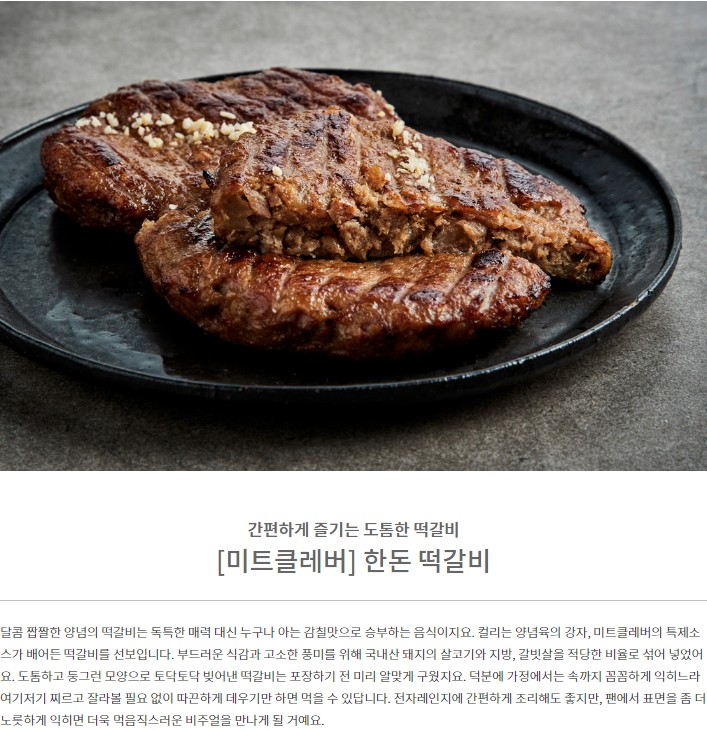 간편하게 즐기는 도톰한 떡갈비
[미트클레버] 한돈 떡갈비
달콤 짭짤한 양념의 떡갈비는 독특한 매력 대신 누구나 아는 감칠맛으로 승부하는 음식이지요. 컬리는 양념육의 강자, 미트클레버의 특제소
스가 배어든 떡갈비를 선보입니다. 부드러운 식감과 고소한 풍미를 위해 국내산 돼지의 살코기와 지방, 갈빗살을 적당한 비율로 섞어 넣었어
요. 도톰하고 둥그런 모양으로 토닥토닥 빚어낸 떡갈비는 포장하기 전 미리 알맞게 구웠지요. 덕분에 가정에서는 속까지 꼼꼼하게 익히느라
여기저기 찌르고 잘라볼 필요 없이 따끈하게 데우기만 하면 먹을 수 있답니다. 전자레인지에 간편하게 조리해도 좋지만, 팬에서 표면을 좀 더
노릇하게 익히면 더욱 먹음직스러운 비주얼을 만나게 될 거예요.